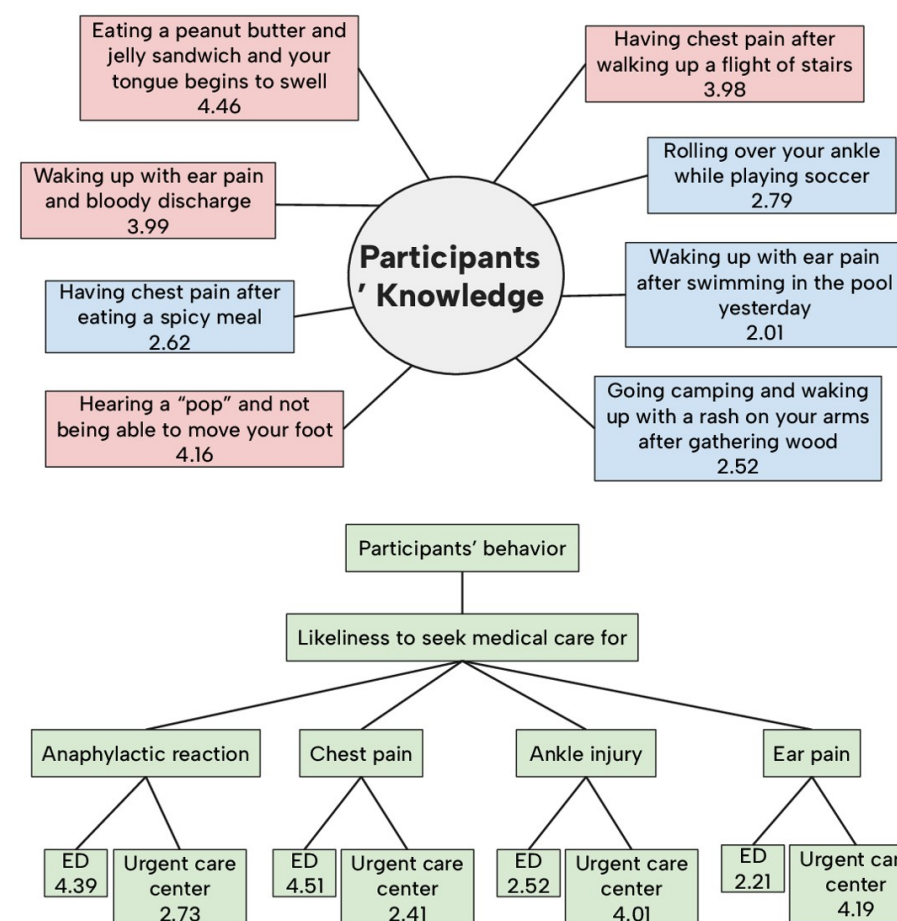 Eating a peanut butter and
jelly sandwich and your
tongue begins to swell
4.46
Having chest pain after
walking up a flight of stairs
3.98
Waking up with ear pain
and bloody discharge
3.99
Rolling over your ankle
while playing soccer
2.79
Participants
’ Knowledge
Having chest pain after
eating a spicy meal
2.62
Waking up with ear pain
after swimming in the pool
yesterday
2.01
Hearing a “pop” and not
being able to move your foot
4.16
Going camping and waking
up with a rash on your arms
after gathering wood
2.52
Participants’ behavior
Likeliness to seek medical care for
Anaphylactic reaction
Chest pain
Ankle injury
Ear pain
ED
4.39
Urgent care
center
2.73
ED
4.51
Urgent care
center
2.41
ED
2.52
Urgent care
center
4.01
ED
2.21
Urgent
center
4.19